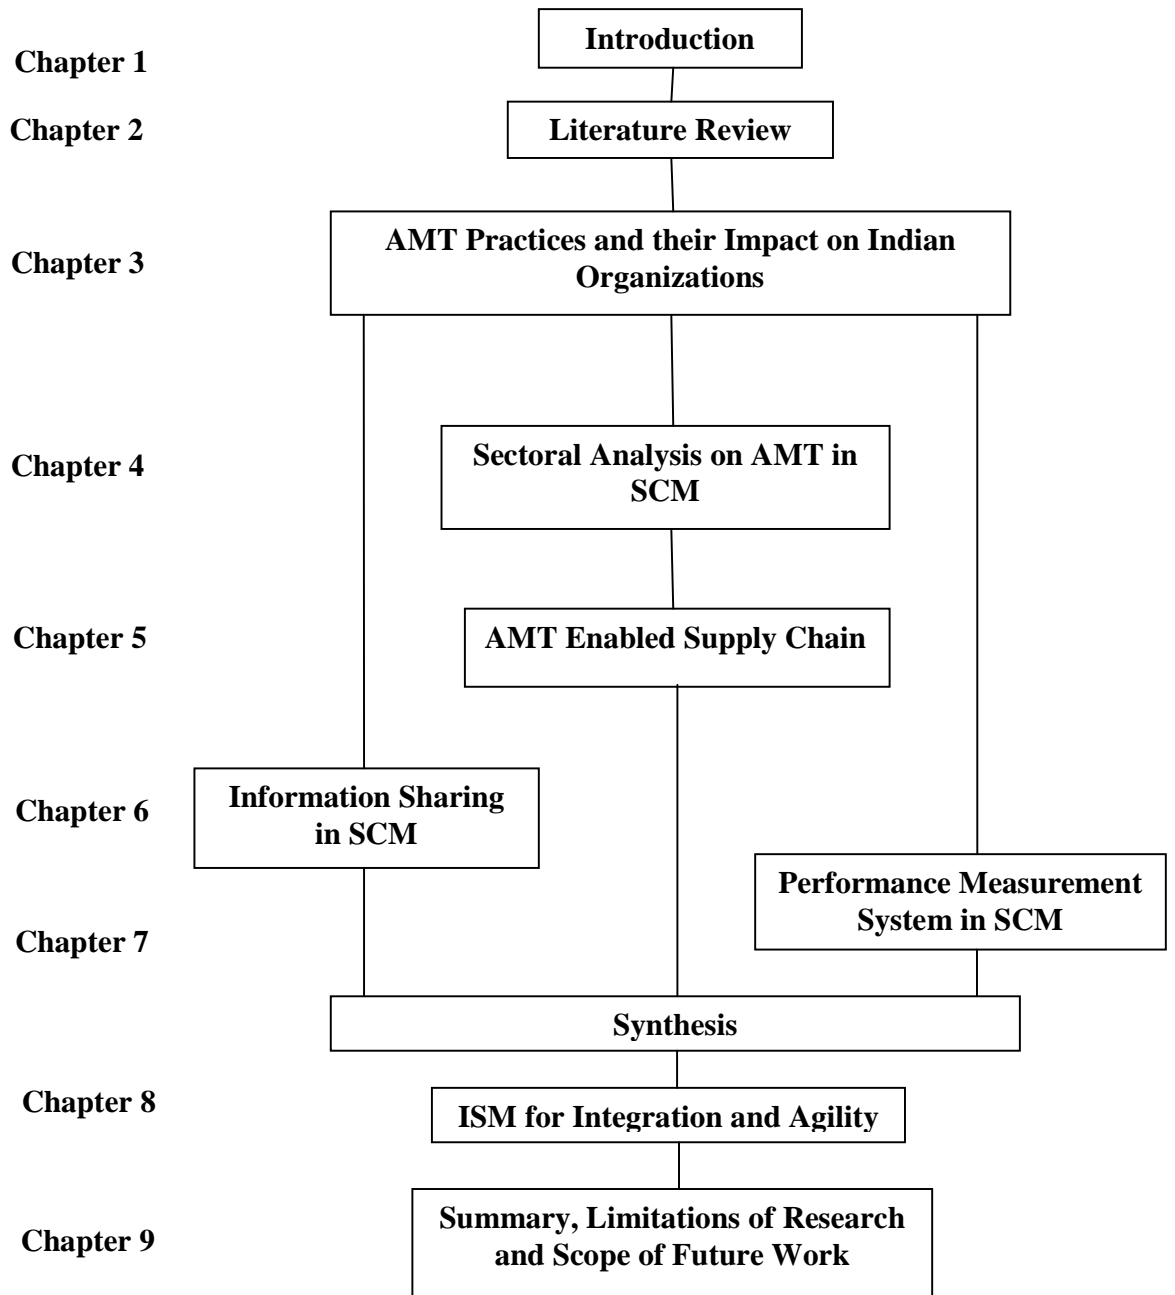 Chapter 1
Introduction
Chapter 2
Literature Review
Chapter 3
AMT Practices and their Impact on Indian
Organizations
Chapter 4
Sectoral Analysis on AMT in
SCM
Chapter 5
AMT Enabled Supply Chain
Chapter 6
Information Sharing
in SCM
Chapter 7
Performance Measurement
System in SCM
Synthesis
Chapter 8
ISM for Integration and Agility
Chapter 9
Summary, Limitations of Research
and Scope of Future Work